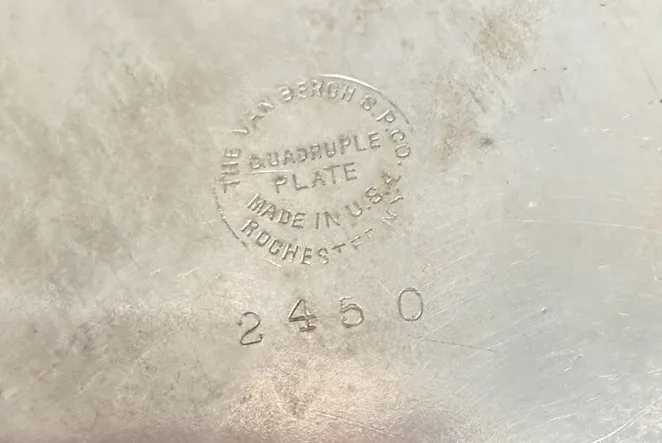 THE VAN BERGH S.P. CO.
QUADRUPLE
PLATE
MADE IN U.S.A.
ROCHESTER N.Y.
2450